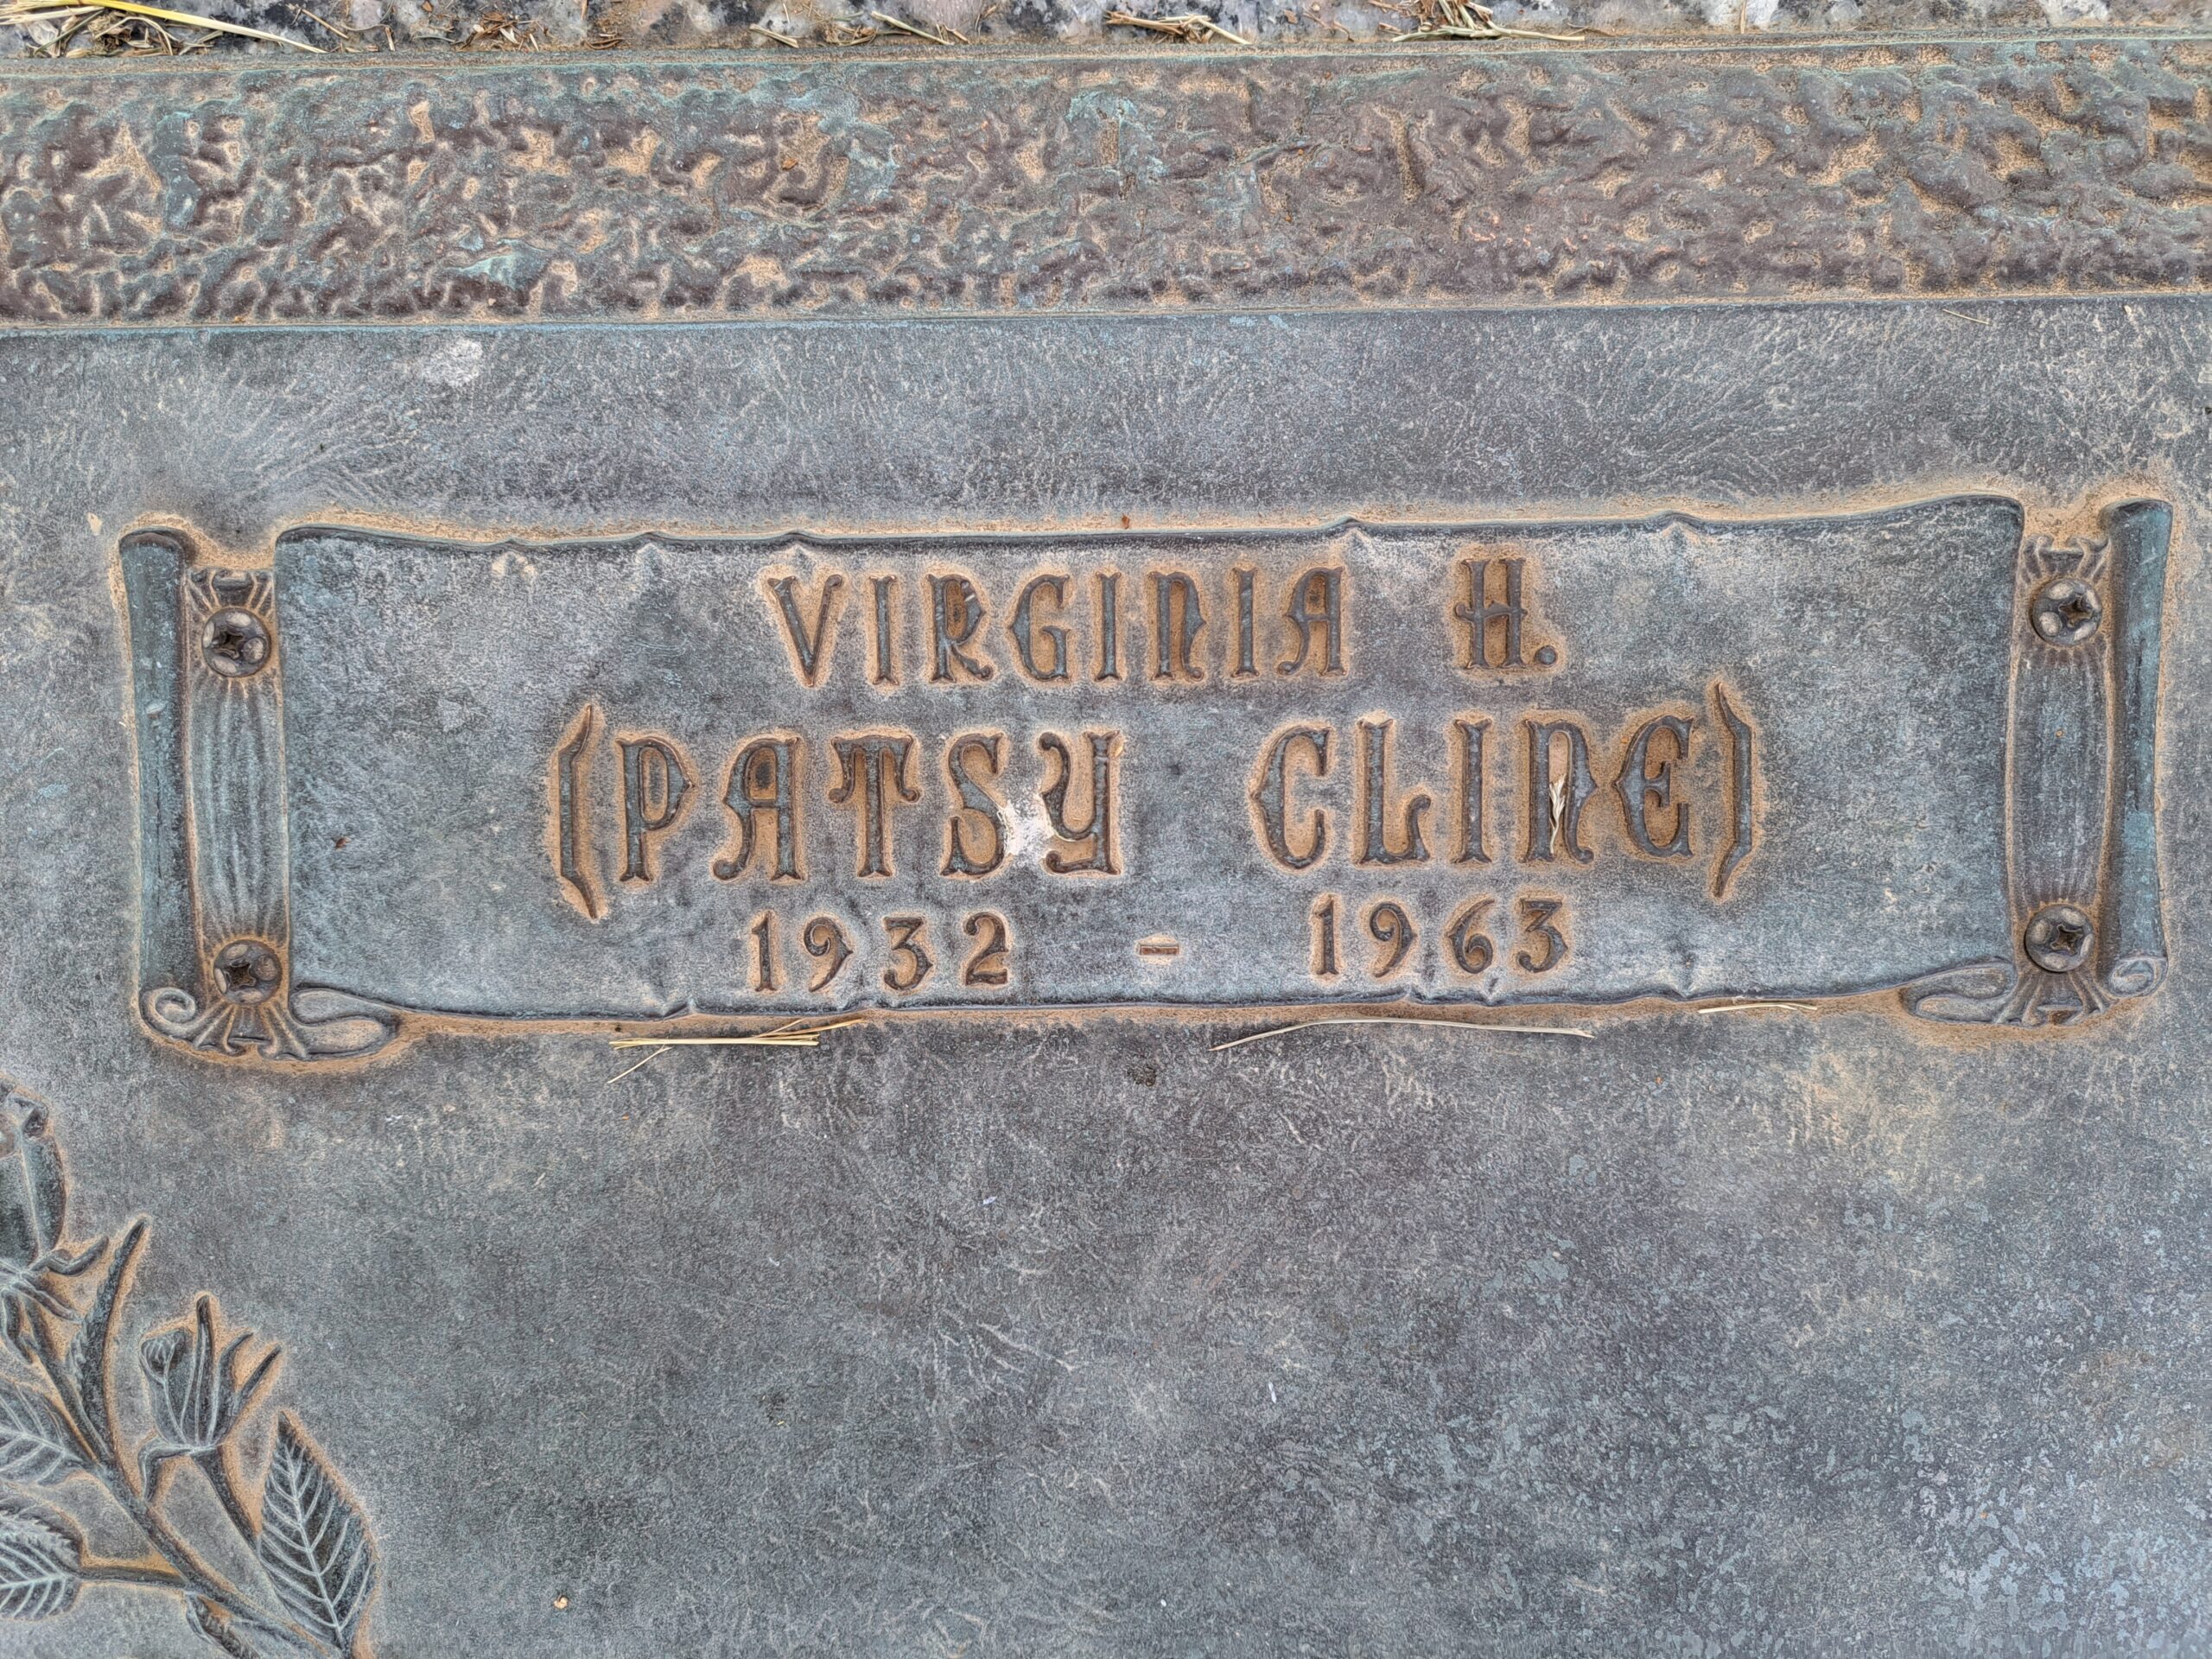 VIRGINIA H.
(PATSY CLINE)
1932 - 1963